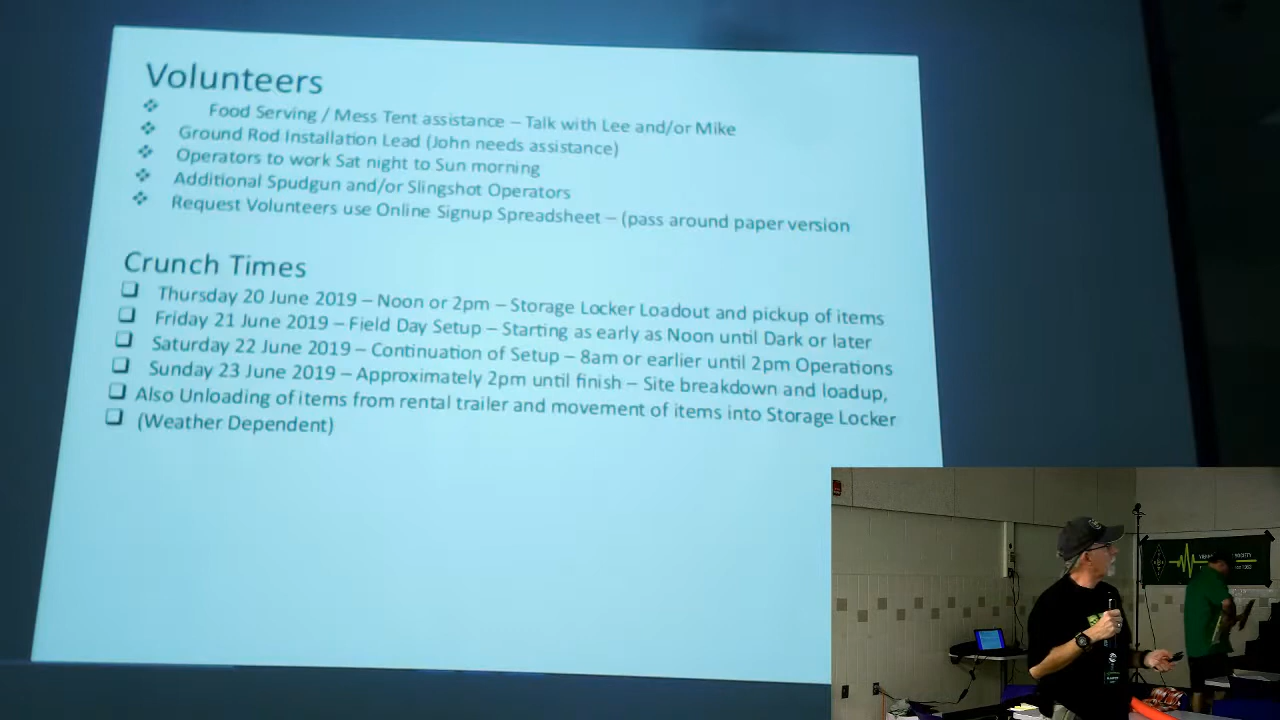 Volunteers
Food Serving / Mess Tent assistance – Talk with Lee and/or Mike
Ground Rod Installation Lead (John needs assistance)
Operators to work Sat night to Sun morning
Additional Spudgun and/or Slingshot Operators
Request Volunteers use Online Signup Spreadsheet – (pass around paper version
Crunch Times
Thursday 20 June 2019 – Noon or 2pm – Storage Locker Loadout and pickup of items
Friday 21 June 2019 – Field Day Setup – Starting as early as Noon until Dark or later
Saturday 22 June 2019 – Continuation of Setup – 8am or earlier until 2pm Operations
Sunday 23 June 2019 – Approximately 2pm until finish – Site breakdown and loadup,
Also Unloading of items from rental trailer and movement of items into Storage Locker
(Weather Dependent)